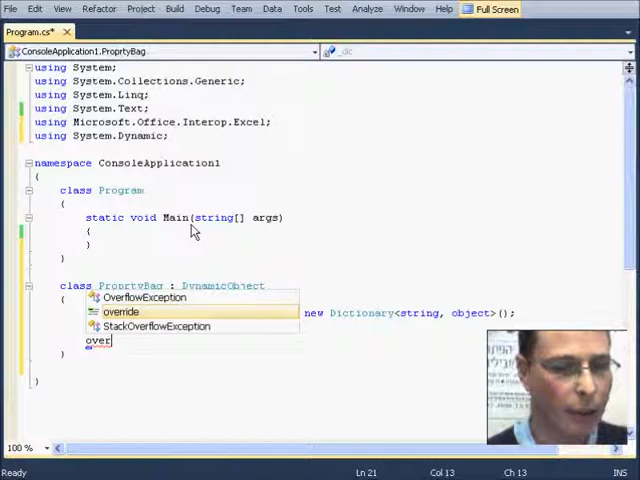 File Edit View Refactor Project Build Debug Team Data Tools Test Analyze Window Help Full Screen
Program.cs* ×
ConsoleApplication1.ProprtyBag _dic
using System;
using System.Collections.Generic;
using System.Linq;
using System.Text;
using Microsoft.Office.Interop.Excel;
using System.Dynamic;
namespace ConsoleApplication1
{
class Program
{
static void Main(string[] args)
{
}
}
class ProprtyBag : DynamicObject
{
OverflowException
override
new Dictionary<string, object>();
StackOverflowException
over
}
}
100 %
Ready Ln 21 Col 13 Ch 13 INS